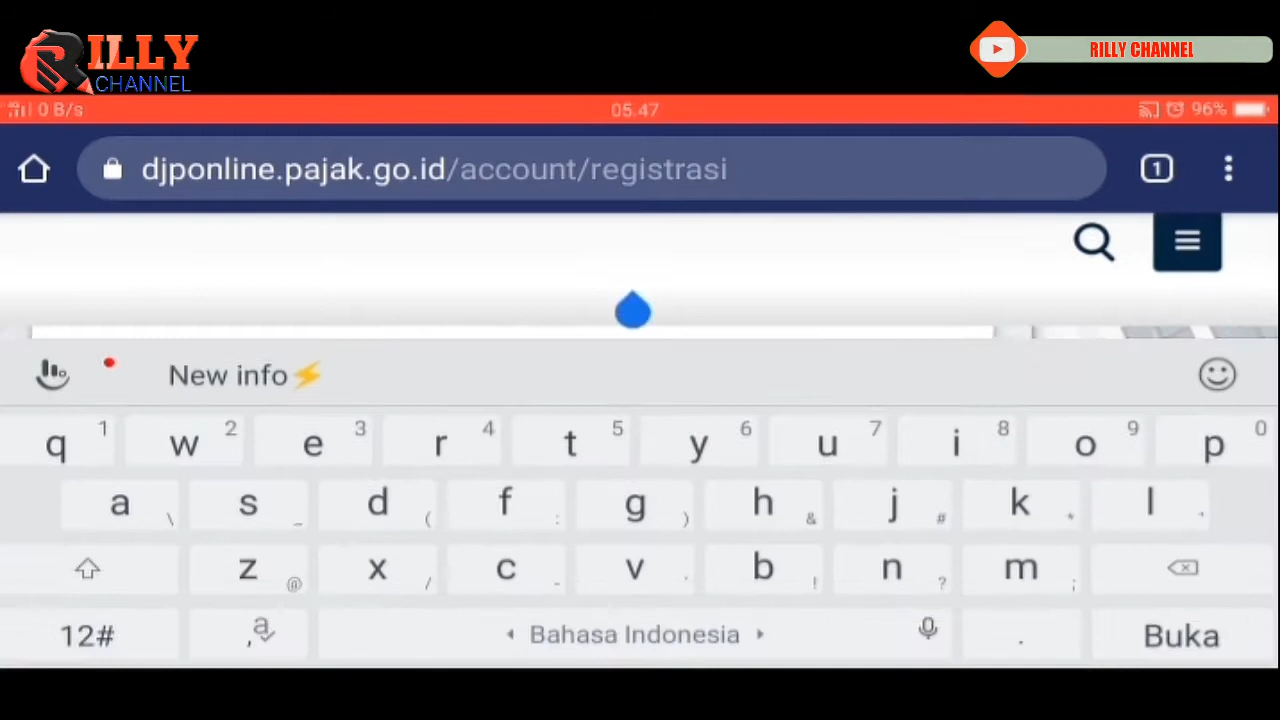 RILLY
CHANNEL
RILLY CHANNEL
0 B/s
05.47
96%
djponline.pajak.go.id/account/registrasi
1
New info⚡
q 1 w 2 e 3 r 4 t 5 y 6 u 7 i 8 o 9 p 0
a \ s _ d ( f : g ) h & j # k * l '
z @ x / c - v . b ! n ? m ;
12# , a Bahasa Indonesia . Buka